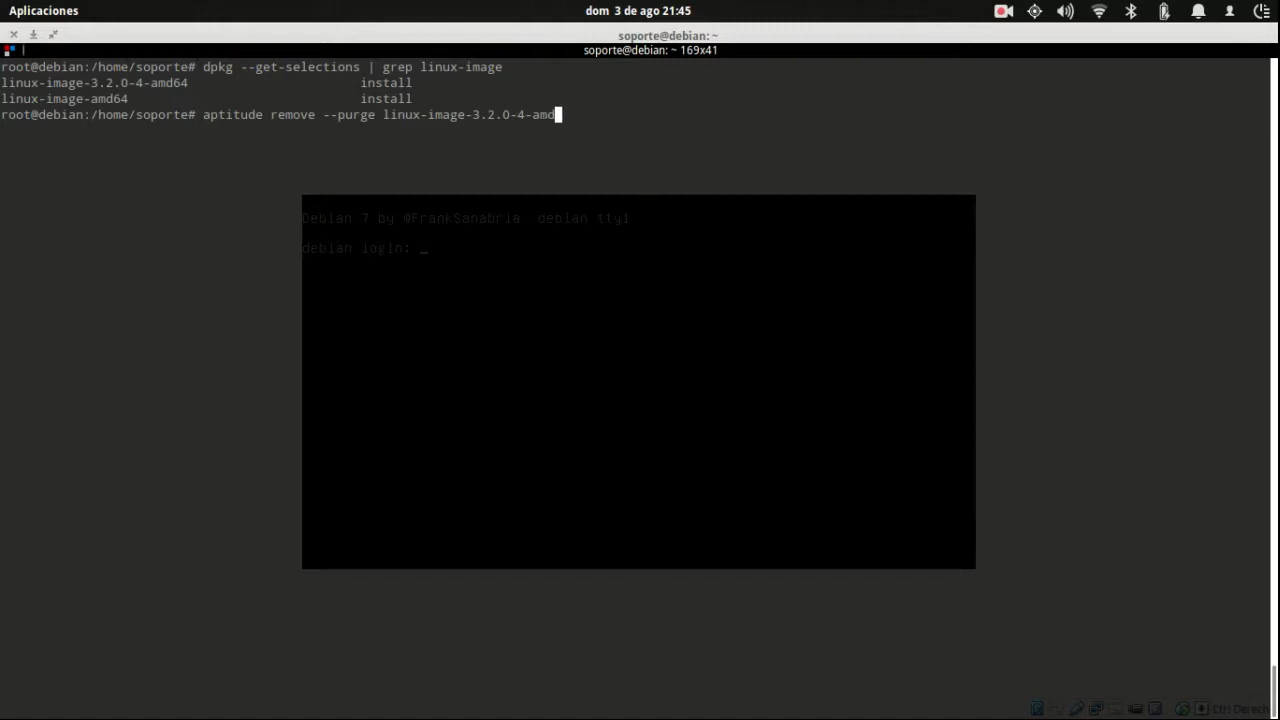 Aplicaciones
dom 3 de ago 21:45
soporte@debian: ~
soporte@debian: ~ 169x41
root@debian:/home/soporte# dpkg --get-selections | grep linux-image
linux-image-3.2.0-4-amd64 install
linux-image-amd64 install
root@debian:/home/soporte# aptitude remove --purge linux-image-3.2.0-4-amd
Debian 7 by @FrankSanabria debian tty1
debian login: _
Ctrl Derech